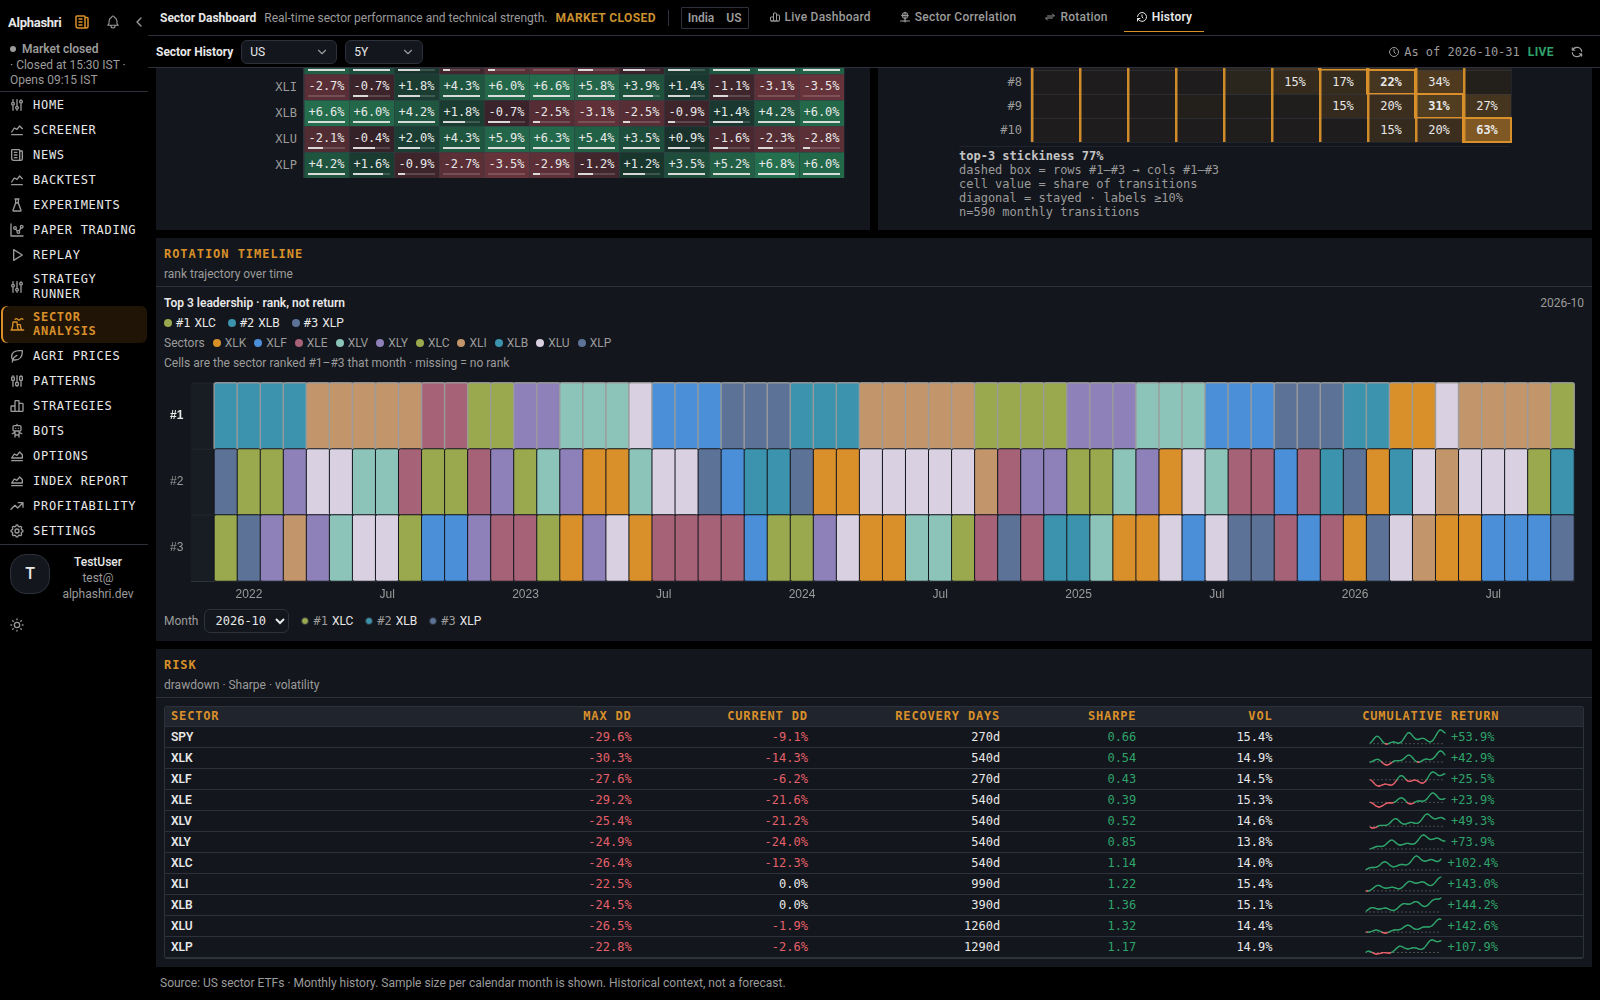 Alphashri
Market closed
· Closed at 15:30 IST ·
Opens 09:15 IST
HOME
SCREENER
NEWS
BACKTEST
EXPERIMENTS
PAPER TRADING
REPLAY
STRATEGY
RUNNER
SECTOR
ANALYSIS
AGRI PRICES
PATTERNS
STRATEGIES
BOTS
OPTIONS
INDEX REPORT
PROFITABILITY
SETTINGS
T
TestUser
test@
alphashri.dev
Sector Dashboard Real-time sector performance and technical strength. MARKET CLOSED India US Live Dashboard Sector Correlation Rotation History
Sector History US 5Y As of 2026-10-31 LIVE
XLI -2.7% -0.7% +1.8% +4.3% +6.0% +6.6% +5.8% +3.9% +1.4% -1.1% -3.1% -3.5%
XLB +6.6% +6.0% +4.2% +1.8% -0.7% -2.5% -3.1% -2.5% -0.9% +1.4% +4.2% +6.0%
XLU -2.1% -0.4% +2.0% +4.3% +5.9% +6.3% +5.4% +3.5% +0.9% -1.6% -2.3% -2.8%
XLP +4.2% +1.6% -0.9% -2.7% -3.5% -2.9% -1.2% +1.2% +3.5% +5.2% +6.8% +6.0%
#8 15% 17% 22% 34%
#9 15% 20% 31% 27%
#10 15% 20% 63%
top-3 stickiness 77%
dashed box = rows #1–#3 → cols #1–#3
cell value = share of transitions
diagonal = stayed · labels ≥10%
n=590 monthly transitions
ROTATION TIMELINE
rank trajectory over time
Top 3 leadership · rank, not return 2026-10
#1 XLC #2 XLB #3 XLP
Sectors XLK XLF XLE XLV XLY XLC XLI XLB XLU XLP
Cells are the sector ranked #1–#3 that month · missing = no rank
#1
#2
#3
2022 Jul 2023 Jul 2024 Jul 2025 Jul 2026 Jul
Month 2026-10 #1 XLC #2 XLB #3 XLP
RISK
drawdown · Sharpe · volatility
SECTOR MAX DD CURRENT DD RECOVERY DAYS SHARPE VOL CUMULATIVE RETURN
SPY -29.6% -9.1% 270d 0.66 15.4% +53.9%
XLK -30.3% -14.3% 540d 0.54 14.9% +42.9%
XLF -27.6% -6.2% 270d 0.43 14.5% +25.5%
XLE -29.2% -21.6% 540d 0.39 15.3% +23.9%
XLV -25.4% -21.2% 540d 0.52 14.6% +49.3%
XLY -24.9% -24.0% 540d 0.85 13.8% +73.9%
XLC -26.4% -12.3% 540d 1.14 14.0% +102.4%
XLI -22.5% 0.0% 990d 1.22 15.4% +143.0%
XLB -24.5% 0.0% 390d 1.36 15.1% +144.2%
XLU -26.5% -1.9% 1260d 1.32 14.4% +142.6%
XLP -22.8% -2.6% 1290d 1.17 14.9% +107.9%
Source: US sector ETFs · Monthly history. Sample size per calendar month is shown. Historical context, not a forecast.